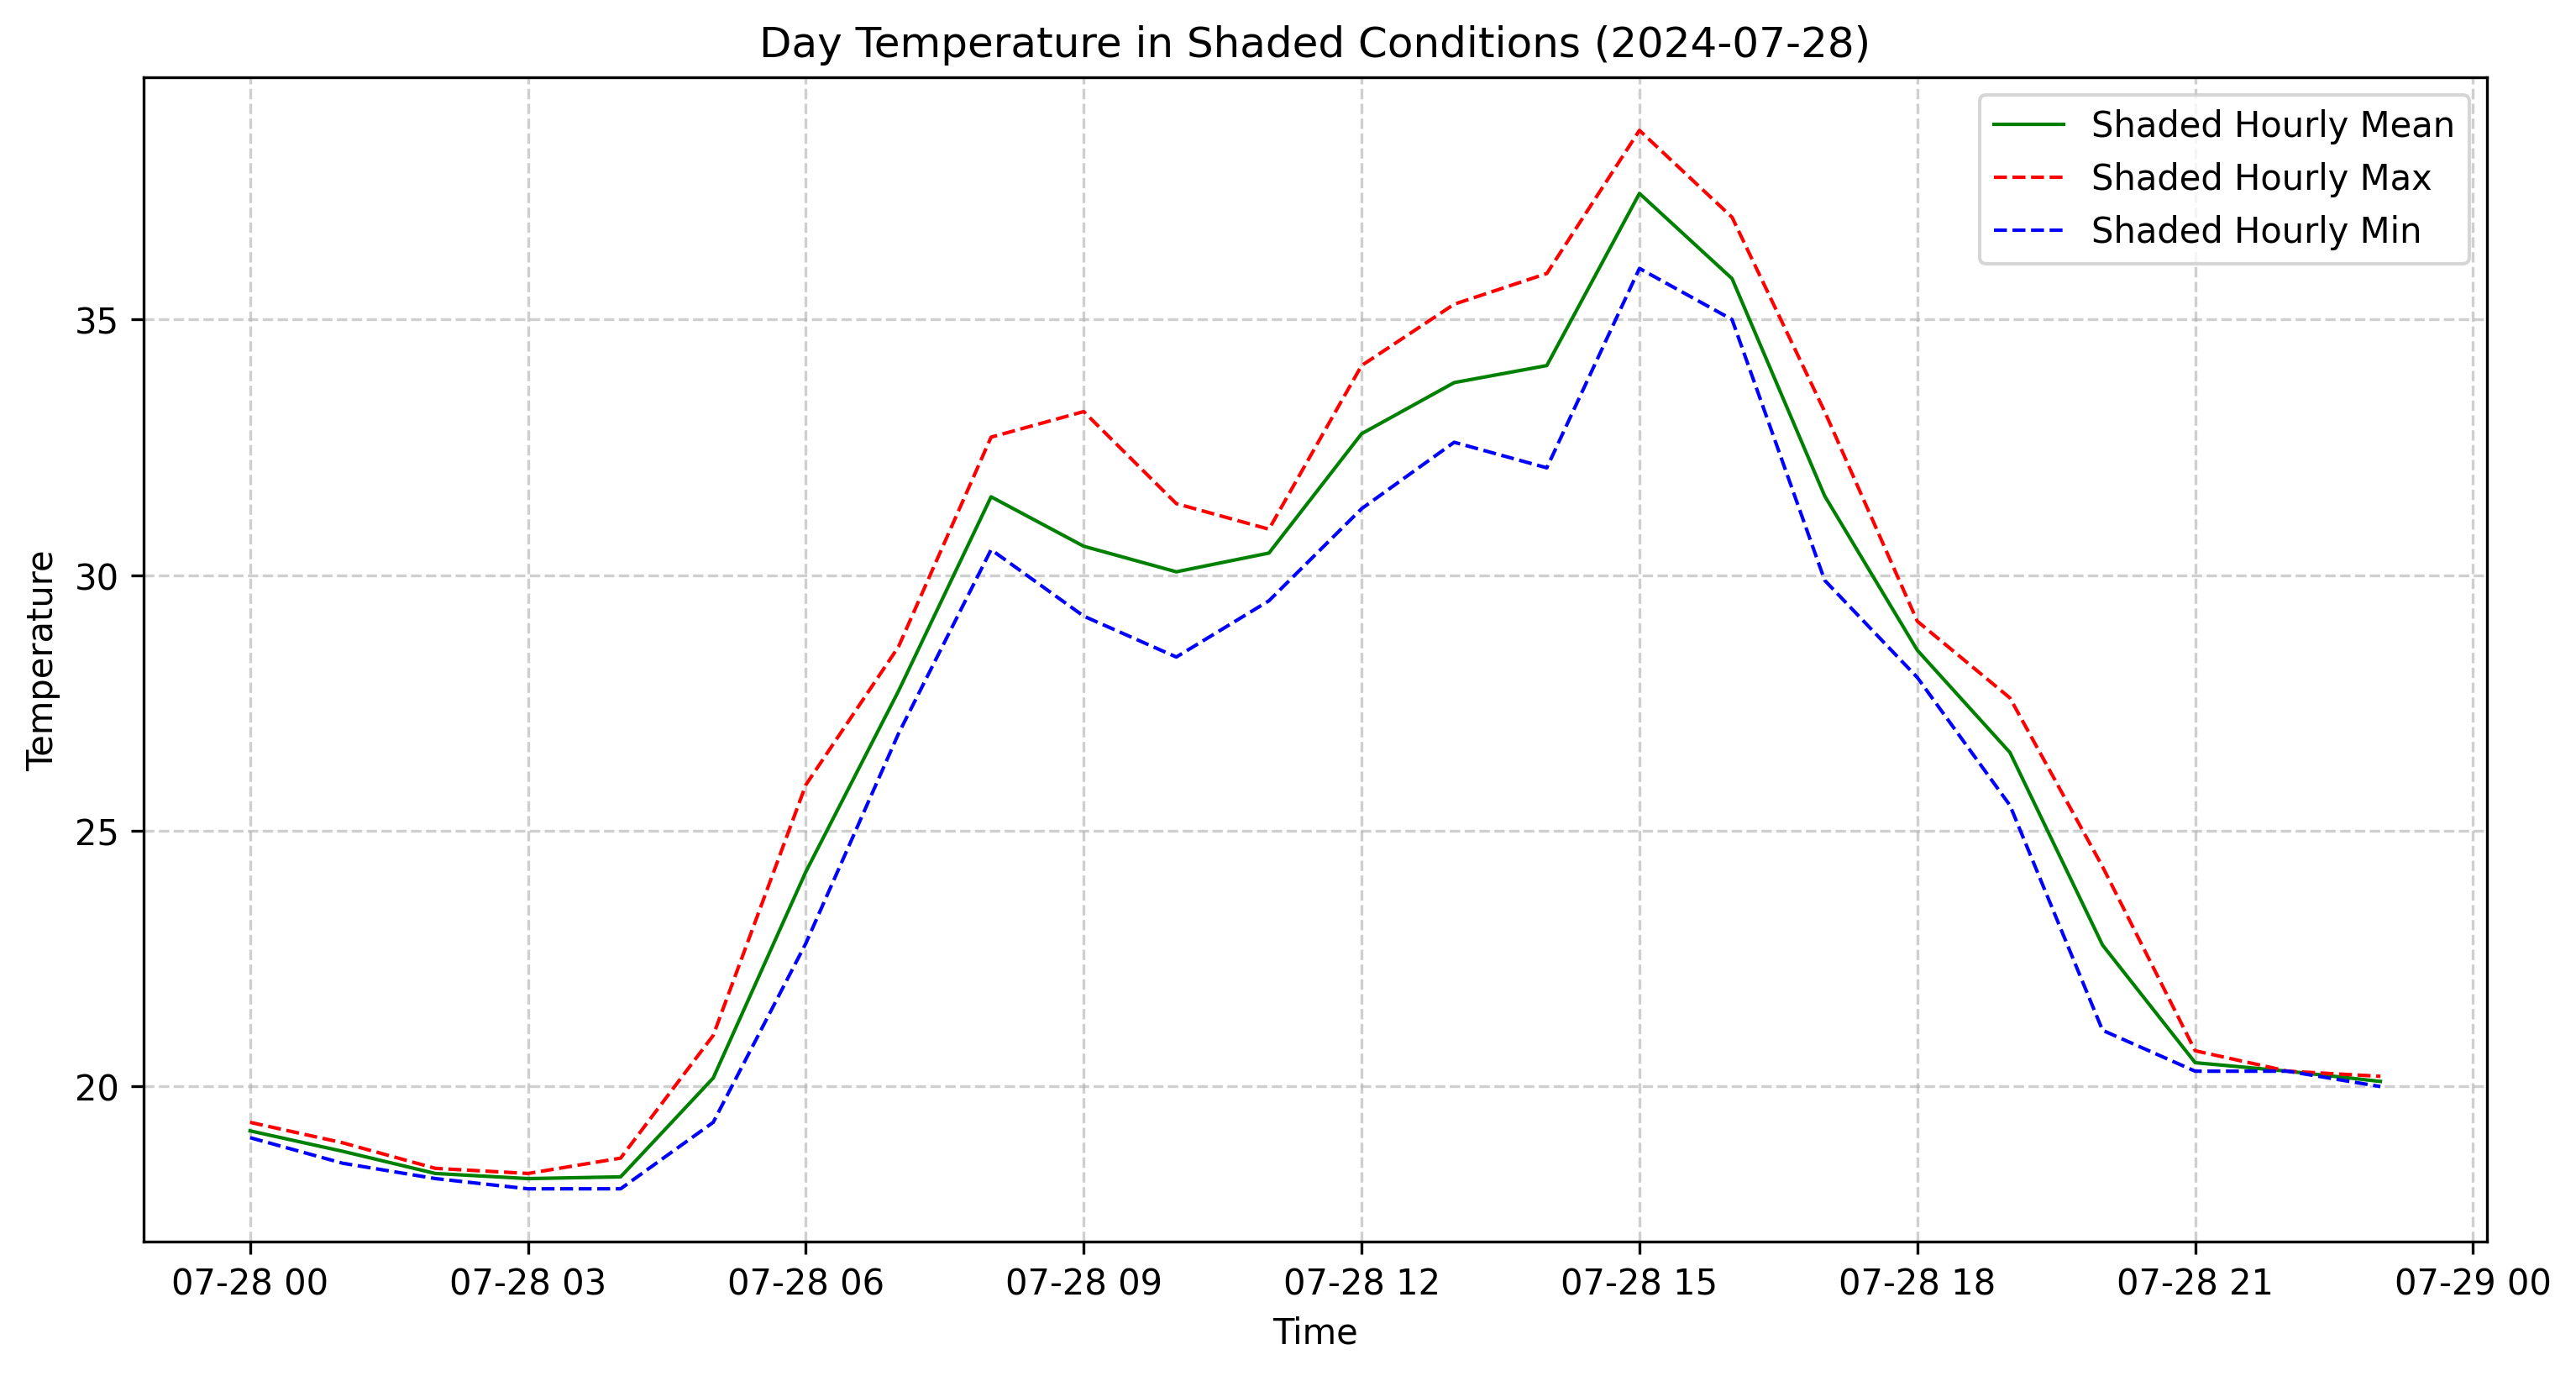 Day Temperature in Shaded Conditions (2024-07-28)
Shaded Hourly Mean
Shaded Hourly Max
Shaded Hourly Min
Temperature
35
30
25
20
07-28 00 07-28 03 07-28 06 07-28 09 07-28 12 07-28 15 07-28 18 07-28 21 07-29 00
Time